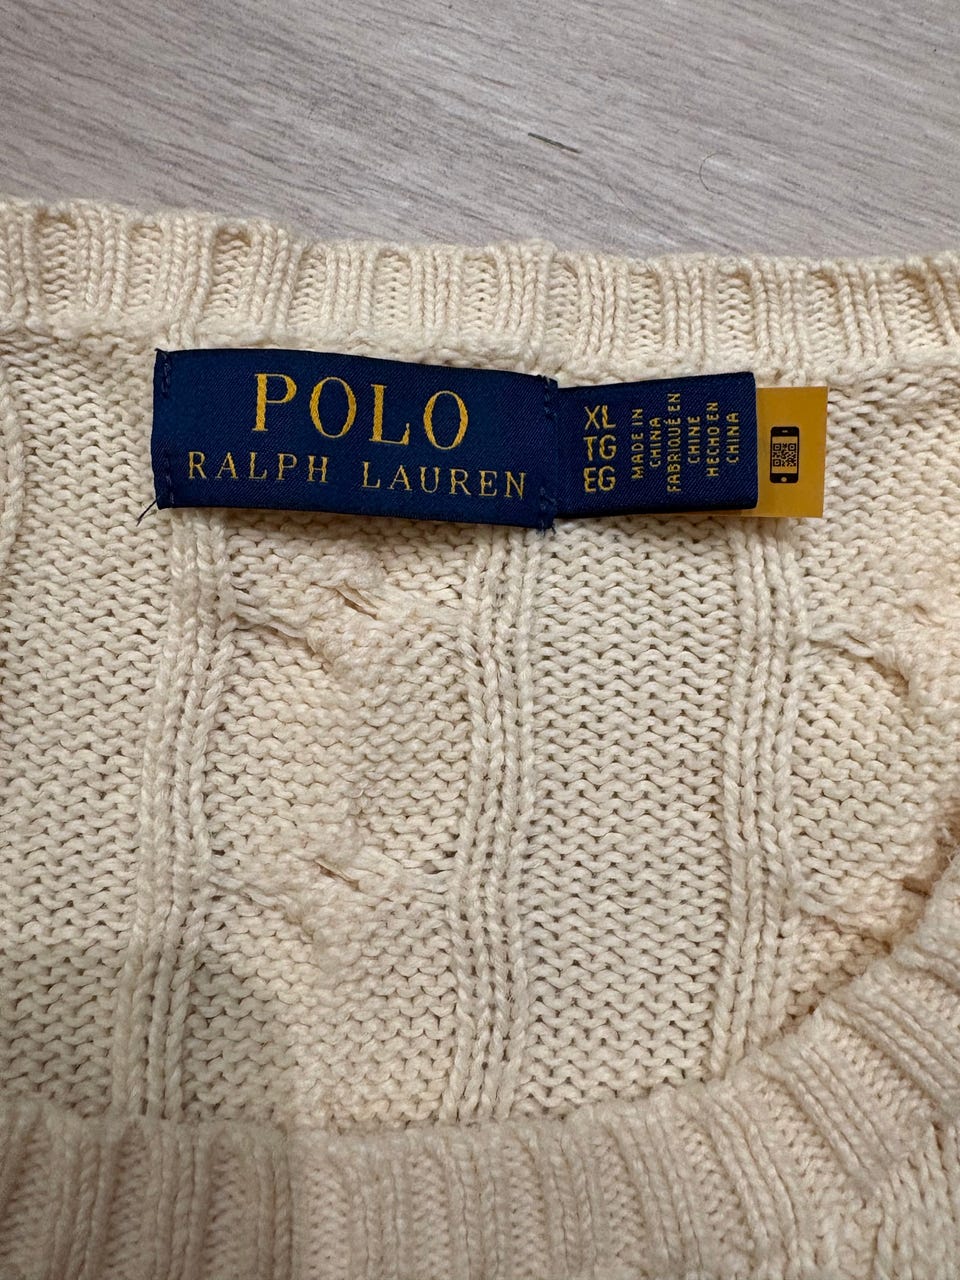 POLO
RALPH LAUREN
XL
TG
EG
MADE IN
CHINA
FABRIQUÉ EN
CHINE
HECHO EN
CHINA